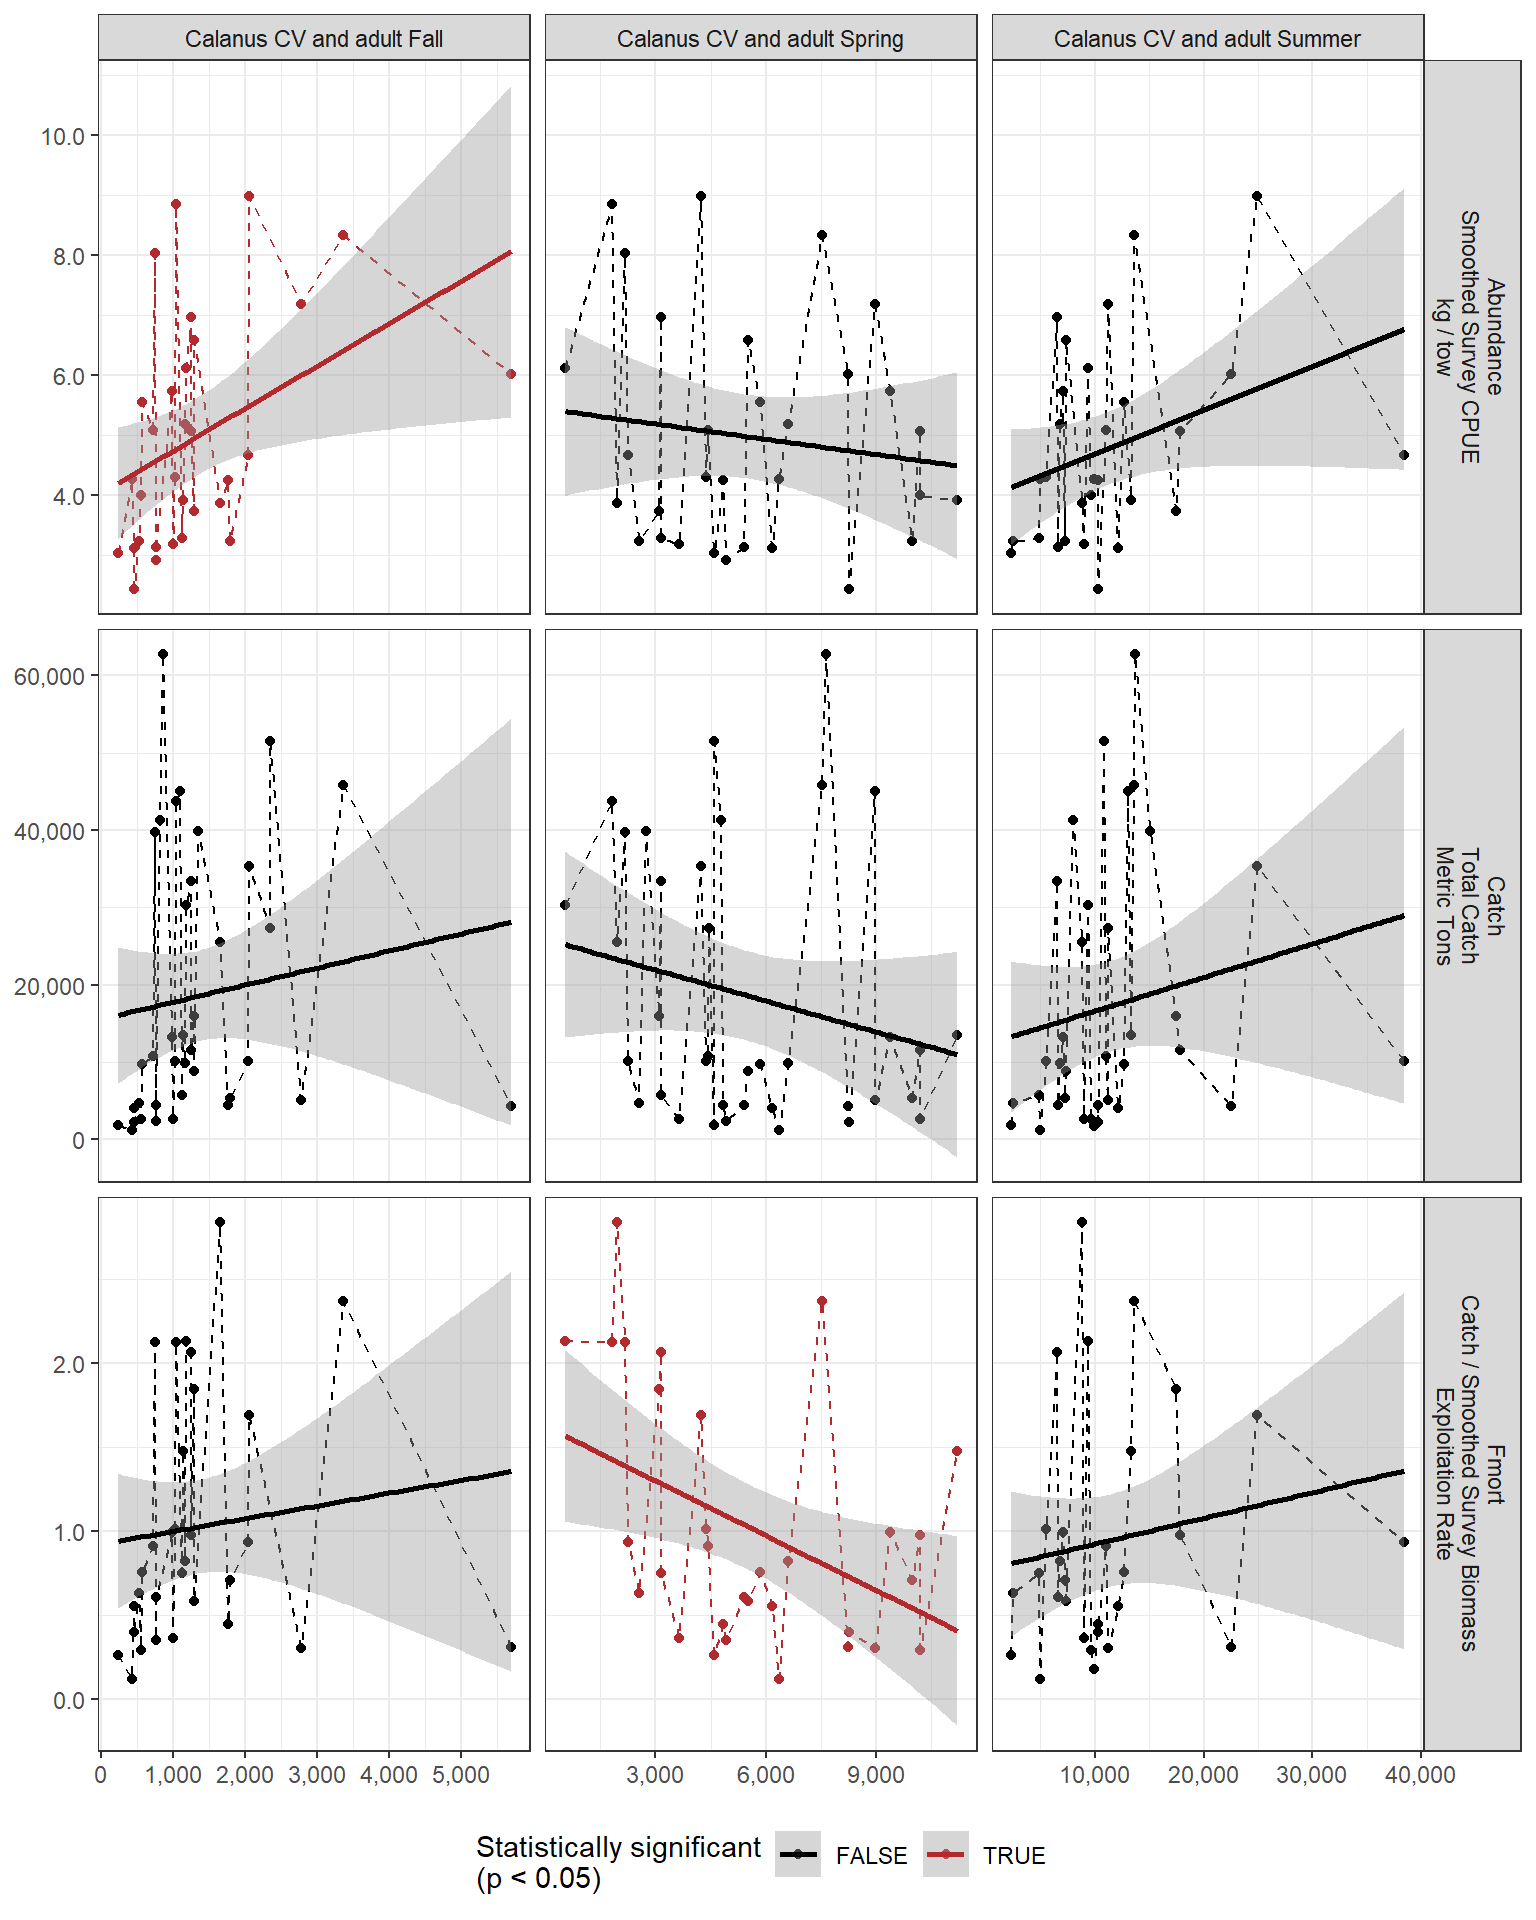 Calanus CV and adult Fall
Calanus CV and adult Spring
Calanus CV and adult Summer
10.0
8.0
6.0
4.0
Abundance
Smoothed Survey CPUE
kg / tow
60,000
40,000
20,000
0
Catch
Total Catch
Metric Tons
2.0
1.0
0.0
Fmort
Catch / Smoothed Survey Biomass
Exploitation Rate
0 1,000 2,000 3,000 4,000 5,000
3,000 6,000 9,000
10,000 20,000 30,000 40,000
Statistically significant
(p < 0.05)
FALSE
TRUE